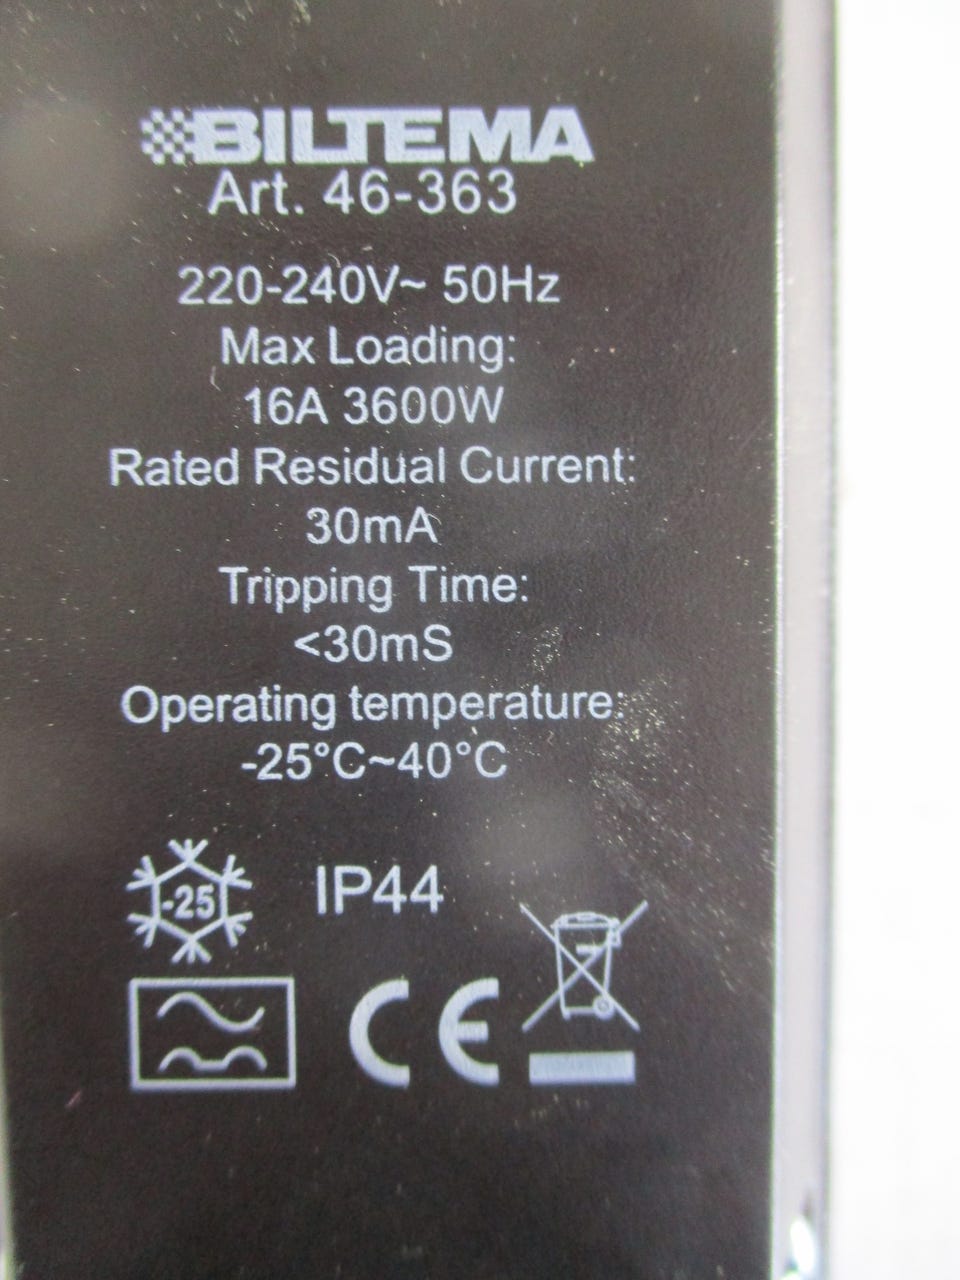 BILTEMA
Art. 46-363
220-240V~ 50Hz
Max Loading:
16A 3600W
Rated Residual Current:
30mA
Tripping Time:
<30mS
Operating temperature:
-25°C~40°C
-25 IP44
CE